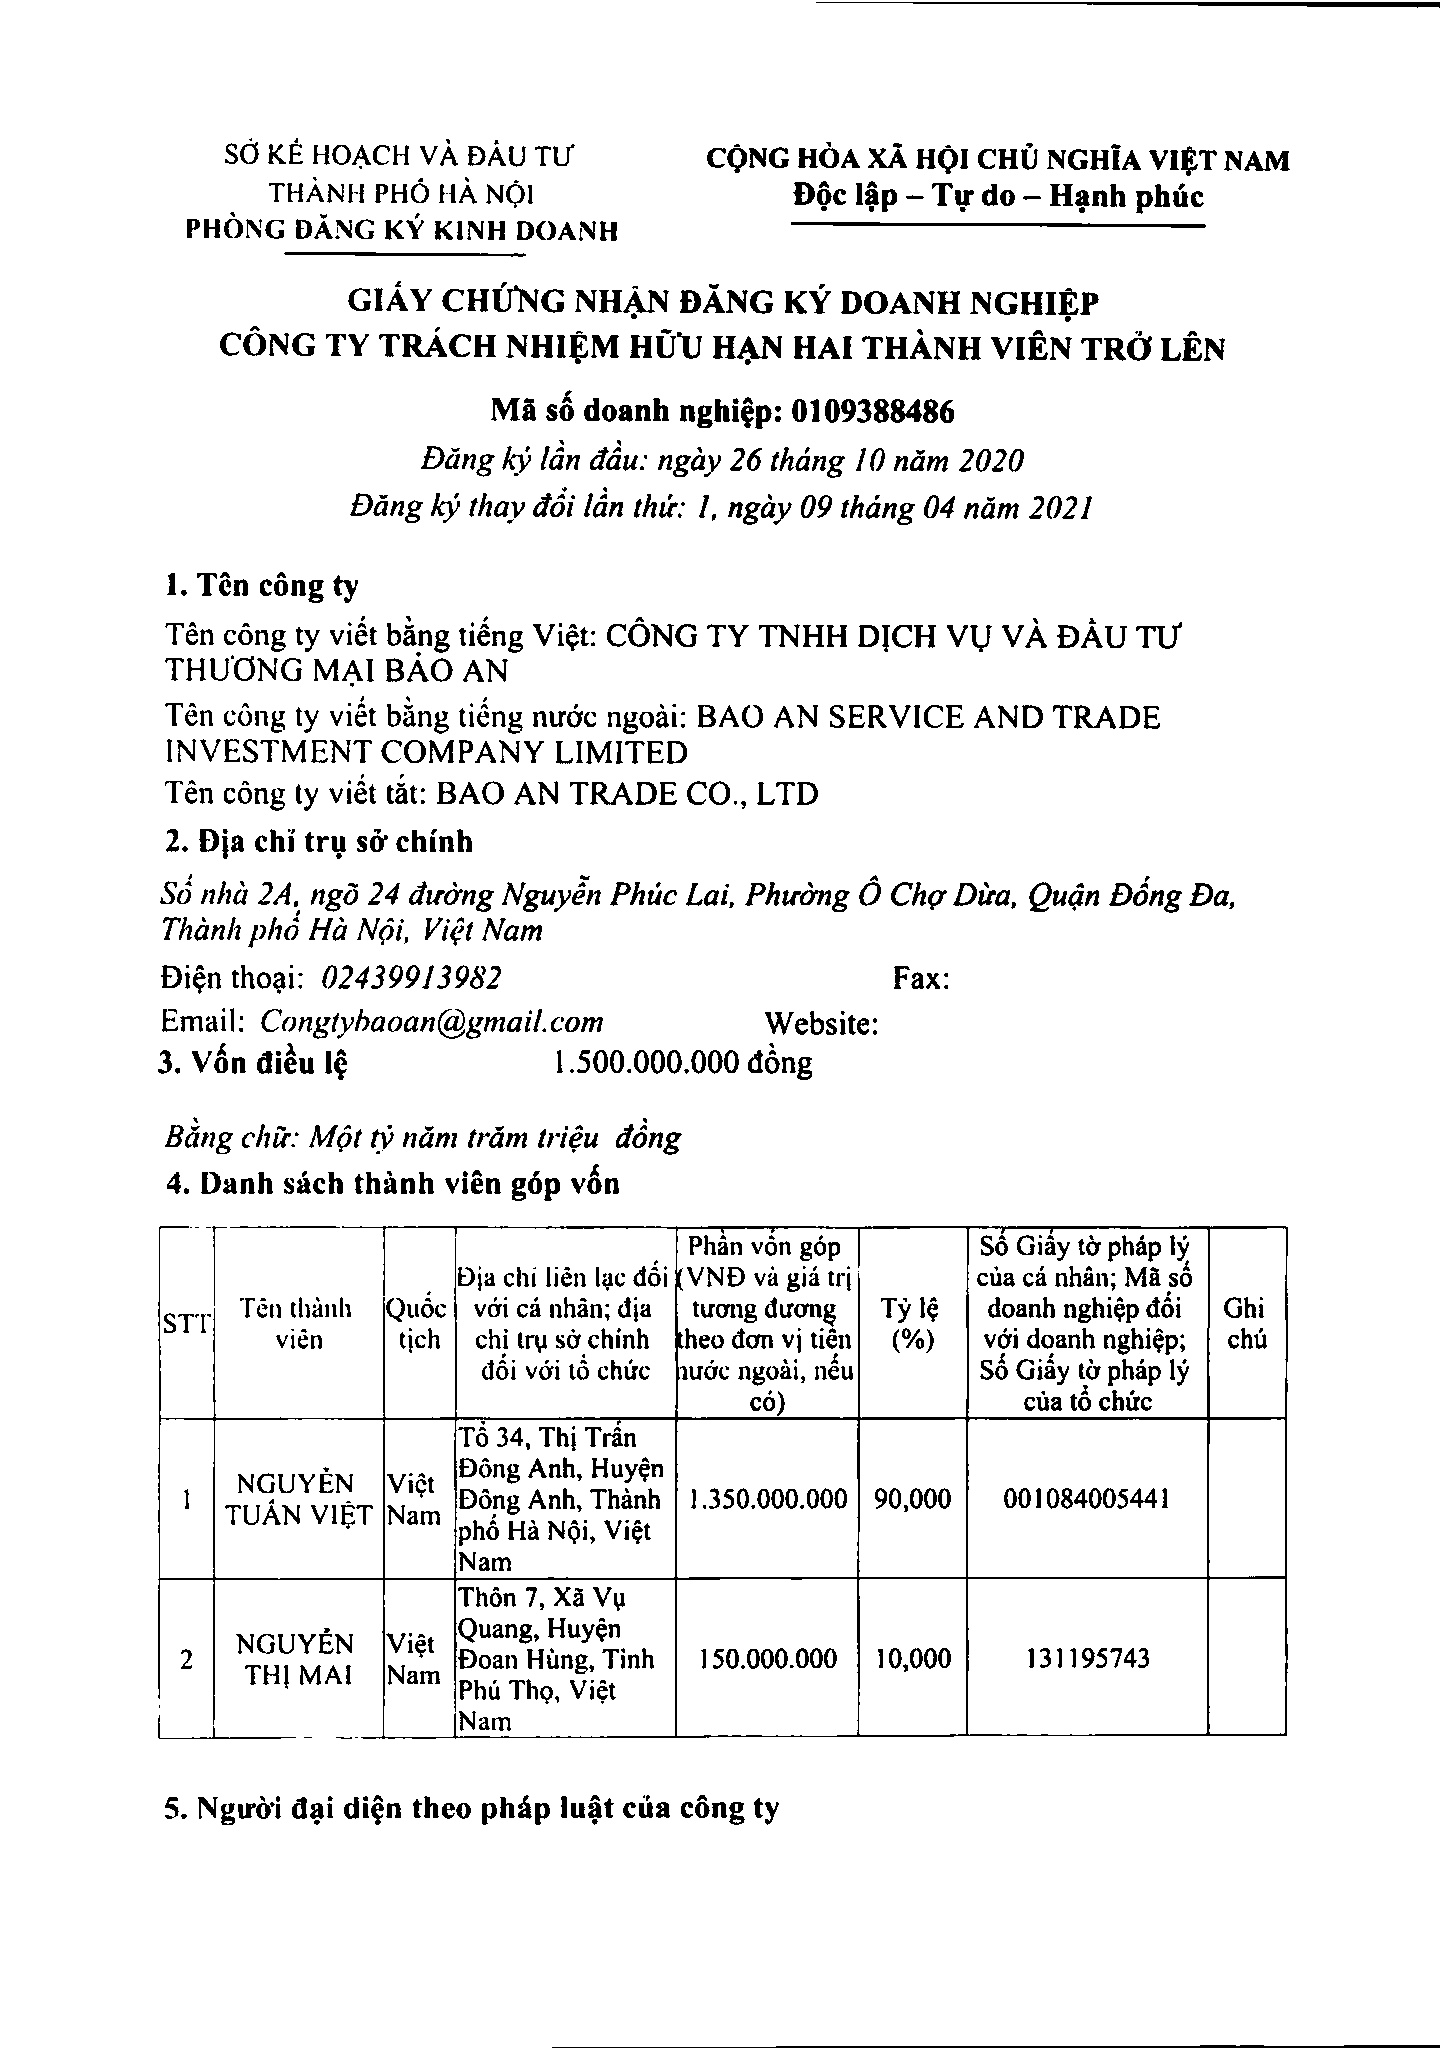 SỞ KẾ HOẠCH VÀ ĐẦU TƯ
THÀNH PHỐ HÀ NỘI
PHÒNG ĐĂNG KÝ KINH DOANH
CỘNG HÒA XÃ HỘI CHỦ NGHĨA VIỆT NAM
Độc lập – Tự do – Hạnh phúc
GIẤY CHỨNG NHẬN ĐĂNG KÝ DOANH NGHIỆP
CÔNG TY TRÁCH NHIỆM HỮU HẠN HAI THÀNH VIÊN TRỞ LÊN
Mã số doanh nghiệp: 0109388486
Đăng ký lần đầu: ngày 26 tháng 10 năm 2020
Đăng ký thay đổi lần thứ: 1, ngày 09 tháng 04 năm 2021
1. Tên công ty
Tên công ty viết bằng tiếng Việt: CÔNG TY TNHH DỊCH VỤ VÀ ĐẦU TƯ
THƯƠNG MẠI BẢO AN
Tên công ty viết bằng tiếng nước ngoài: BAO AN SERVICE AND TRADE
INVESTMENT COMPANY LIMITED
Tên công ty viết tắt: BAO AN TRADE CO., LTD
2. Địa chỉ trụ sở chính
Số nhà 2A, ngõ 24 đường Nguyễn Phúc Lai, Phường Ô Chợ Dừa, Quận Đống Đa,
Thành phố Hà Nội, Việt Nam
Điện thoại: 02439913982 Fax:
Email: Congtybaoan@gmail.com Website:
3. Vốn điều lệ 1.500.000.000 đồng
Bằng chữ: Một tỷ năm trăm triệu đồng
4. Danh sách thành viên góp vốn
STT
Tên thành
viên
Quốc
tịch
Địa chỉ liên lạc đối
với cá nhân; địa
chỉ trụ sở chính
đối với tổ chức
Phần vốn góp
(VNĐ và giá trị
tương đương
theo đơn vị tiền
nước ngoài, nếu
có)
Tỷ lệ
(%)
Số Giấy tờ pháp lý
của cá nhân; Mã số
doanh nghiệp đối
với doanh nghiệp;
Số Giấy tờ pháp lý
của tổ chức
Ghi
chú
1
NGUYỄN
TUẤN VIỆT
Việt
Nam
Tổ 34, Thị Trấn
Đông Anh, Huyện
Đông Anh, Thành
phố Hà Nội, Việt
Nam
1.350.000.000
90,000
001084005441
2
NGUYỄN
THỊ MAI
Việt
Nam
Thôn 7, Xã Vụ
Quang, Huyện
Đoan Hùng, Tỉnh
Phú Thọ, Việt
Nam
150.000.000
10,000
131195743
5. Người đại diện theo pháp luật của công ty